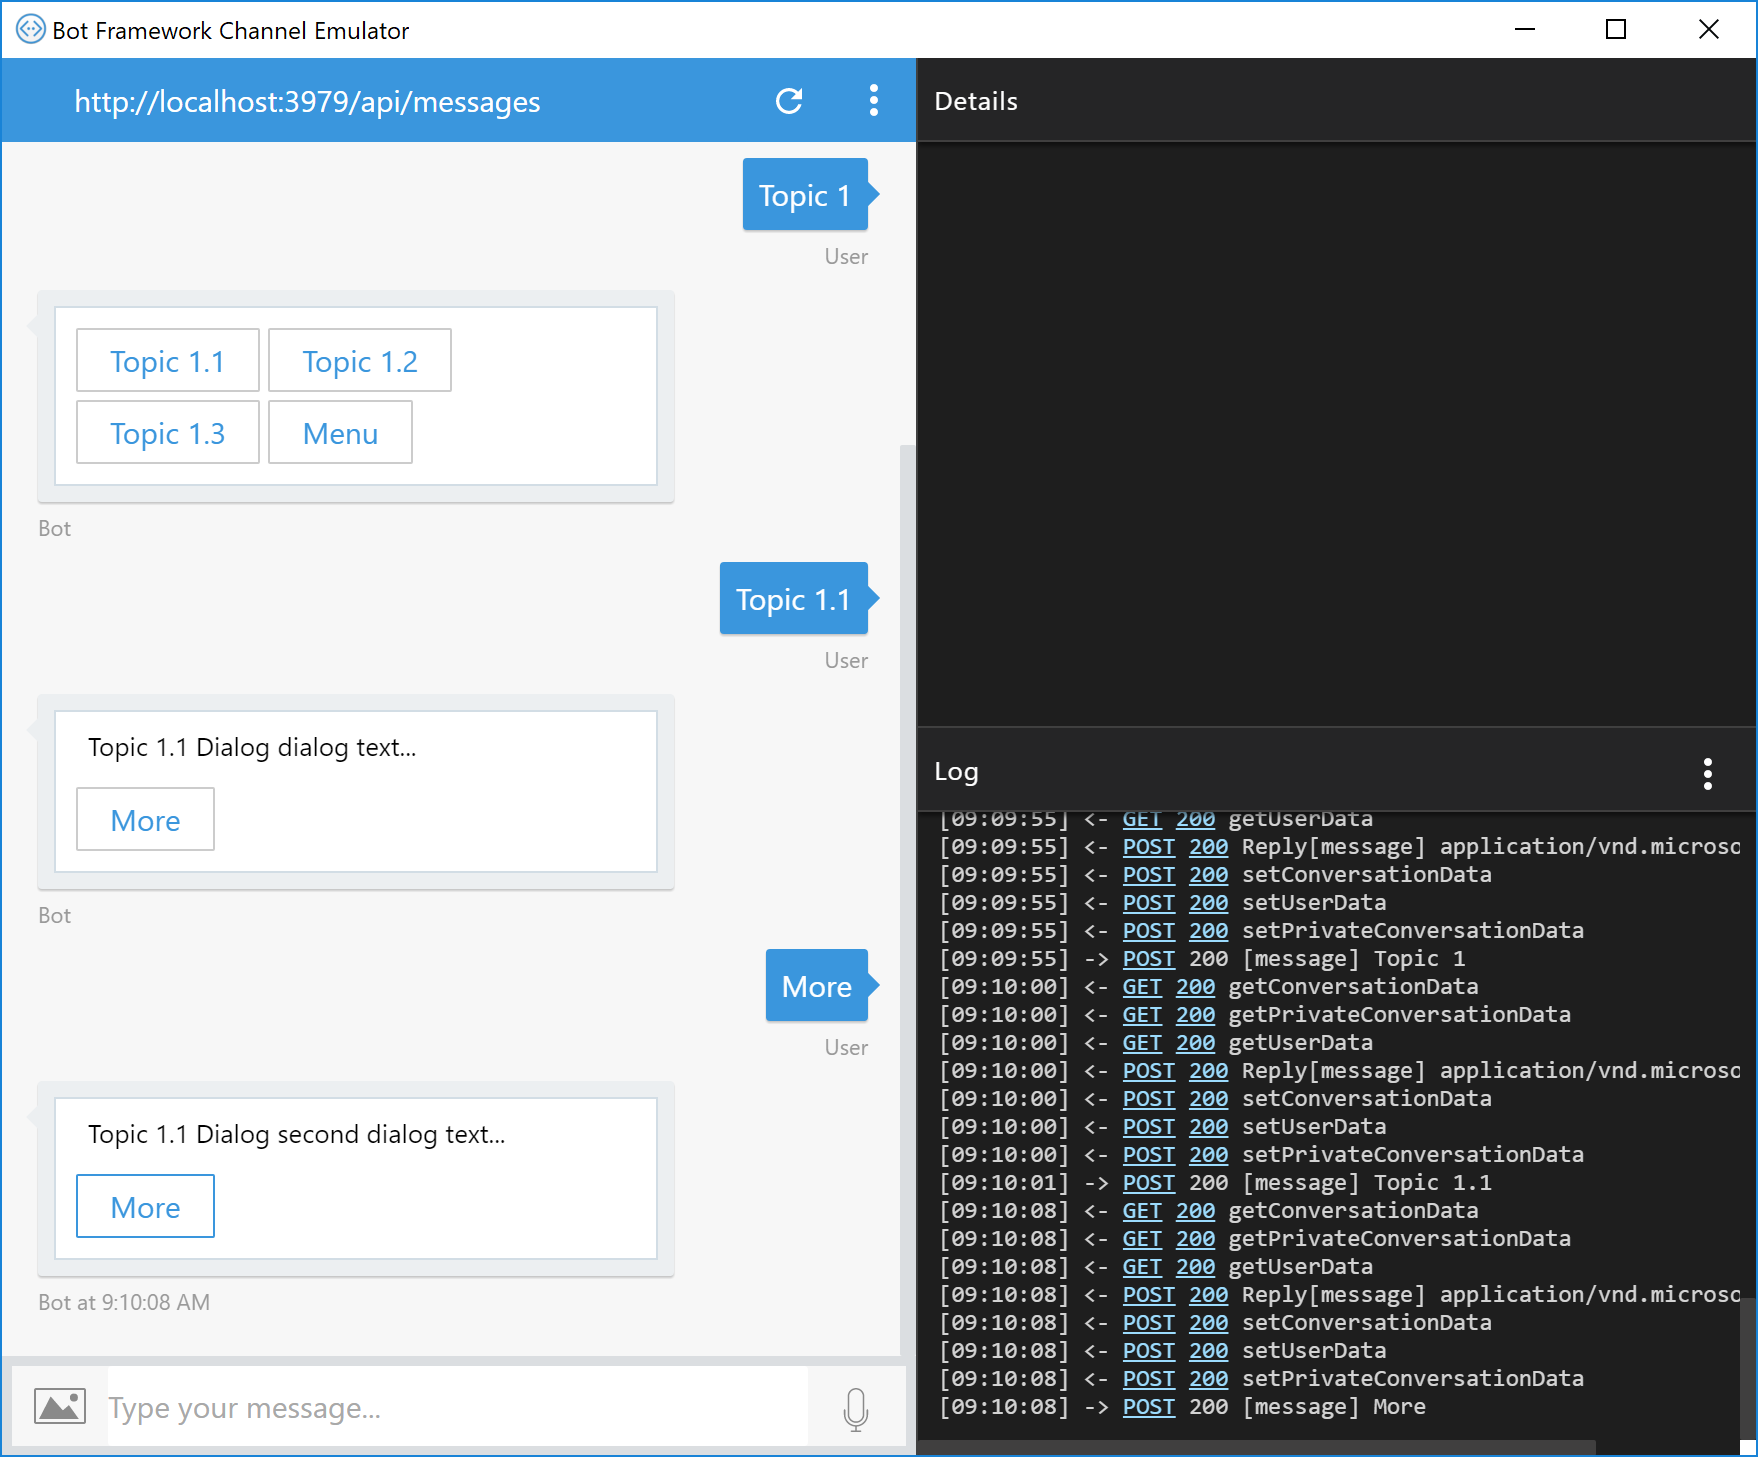 Bot Framework Channel Emulator
http://localhost:3979/api/messages
Topic 1
User
Topic 1.1
Topic 1.2
Topic 1.3
Menu
Bot
Topic 1.1
User
Topic 1.1 Dialog dialog text...
More
Bot
More
User
Topic 1.1 Dialog second dialog text...
More
Bot at 9:10:08 AM
Type your message...
Details
Log
[09:09:55] <- GET 200 getUserData
[09:09:55] <- POST 200 Reply[message] application/vnd.microso
[09:09:55] <- POST 200 setConversationData
[09:09:55] <- POST 200 setUserData
[09:09:55] <- POST 200 setPrivateConversationData
[09:09:55] -> POST 200 [message] Topic 1
[09:10:00] <- GET 200 getConversationData
[09:10:00] <- GET 200 getPrivateConversationData
[09:10:00] <- GET 200 getUserData
[09:10:00] <- POST 200 Reply[message] application/vnd.microso
[09:10:00] <- POST 200 setConversationData
[09:10:00] <- POST 200 setUserData
[09:10:00] <- POST 200 setPrivateConversationData
[09:10:01] -> POST 200 [message] Topic 1.1
[09:10:08] <- GET 200 getConversationData
[09:10:08] <- GET 200 getPrivateConversationData
[09:10:08] <- GET 200 getUserData
[09:10:08] <- POST 200 Reply[message] application/vnd.microso
[09:10:08] <- POST 200 setConversationData
[09:10:08] <- POST 200 setUserData
[09:10:08] <- POST 200 setPrivateConversationData
[09:10:08] -> POST 200 [message] More